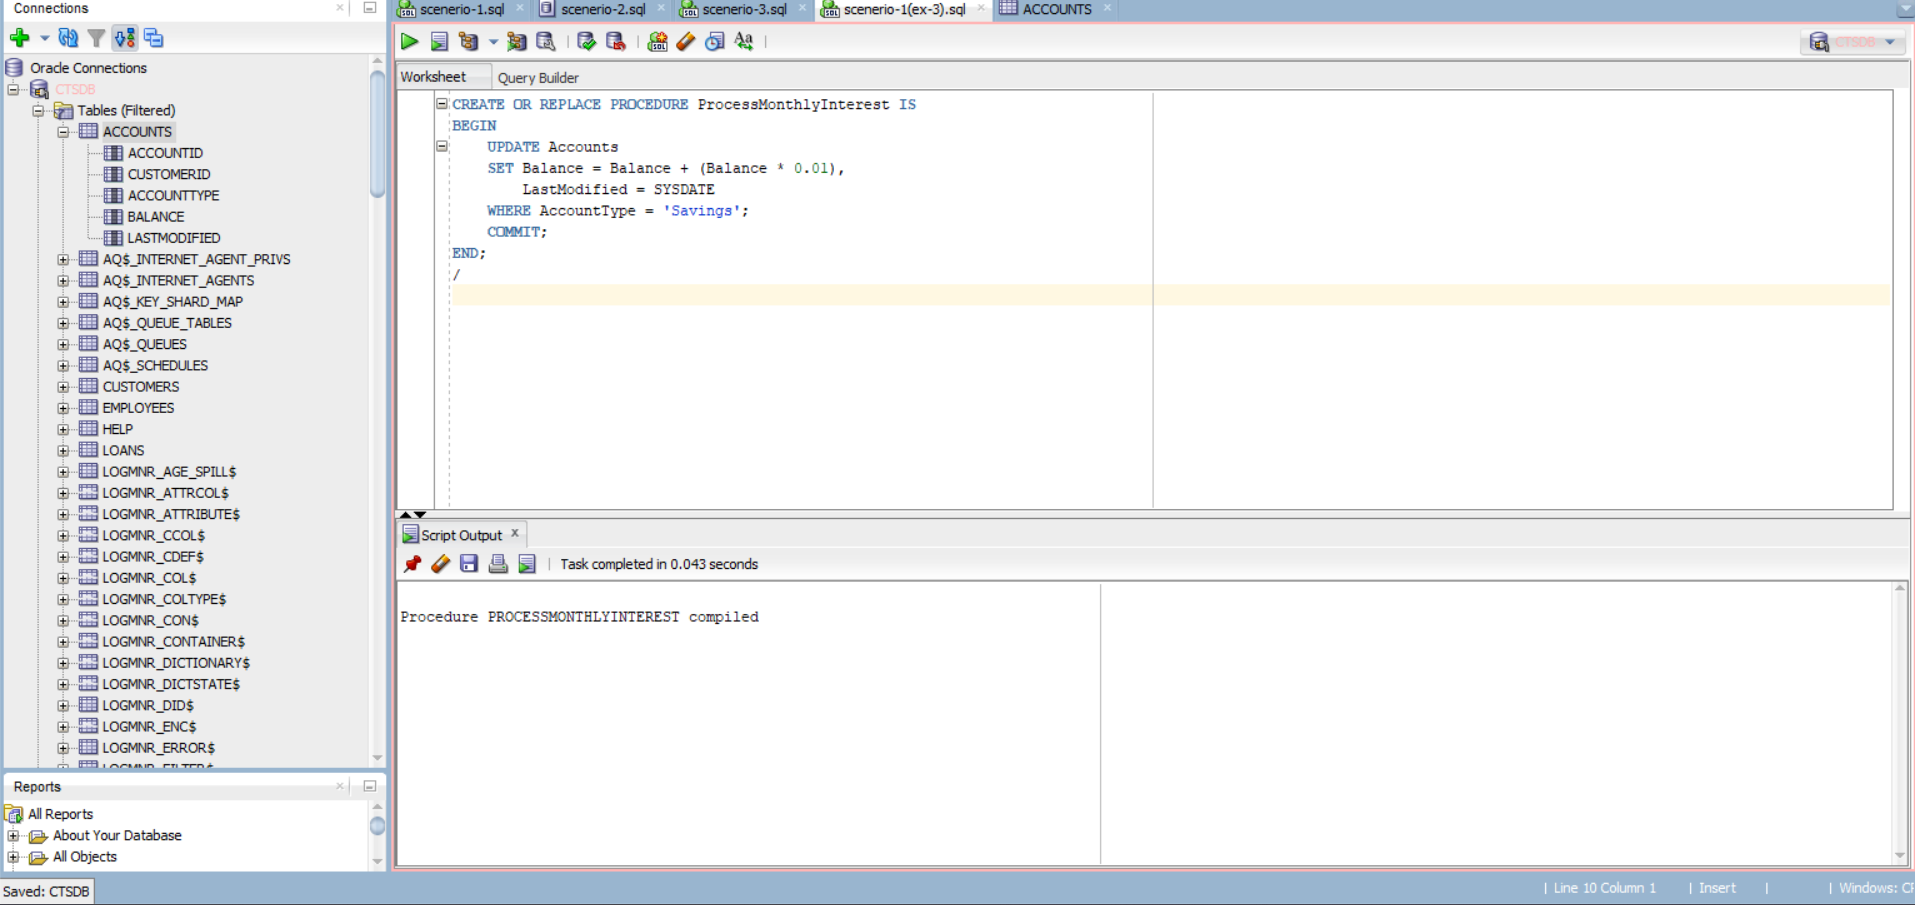 Connections
Oracle Connections
CTSDB
Tables (Filtered)
ACCOUNTS
ACCOUNTID
CUSTOMERID
ACCOUNTTYPE
BALANCE
LASTMODIFIED
AQ$_INTERNET_AGENT_PRIVS
AQ$_INTERNET_AGENTS
AQ$_KEY_SHARD_MAP
AQ$_QUEUE_TABLES
AQ$_QUEUES
AQ$_SCHEDULES
CUSTOMERS
EMPLOYEES
HELP
LOANS
LOGMNR_AGE_SPILL$
LOGMNR_ATTRCOL$
LOGMNR_ATTRIBUTE$
LOGMNR_CCOL$
LOGMNR_CDEF$
LOGMNR_COL$
LOGMNR_COLTYPE$
LOGMNR_CON$
LOGMNR_CONTAINER$
LOGMNR_DICTIONARY$
LOGMNR_DICTSTATE$
LOGMNR_DID$
LOGMNR_ENC$
LOGMNR_ERROR$
LOGMNR_FILTER$
Reports
All Reports
About Your Database
All Objects
Saved: CTSDB
scenerio-1.sql scenerio-2.sql scenerio-3.sql scenerio-1(ex-3).sql ACCOUNTS
CTSDB
Worksheet Query Builder
CREATE OR REPLACE PROCEDURE ProcessMonthlyInterest IS
BEGIN
UPDATE Accounts
SET Balance = Balance + (Balance * 0.01),
LastModified = SYSDATE
WHERE AccountType = 'Savings';
COMMIT;
END;
/
Script Output
Task completed in 0.043 seconds
Procedure PROCESSMONTHLYINTEREST compiled
Line 10 Column 1 | Insert | | Windows: C